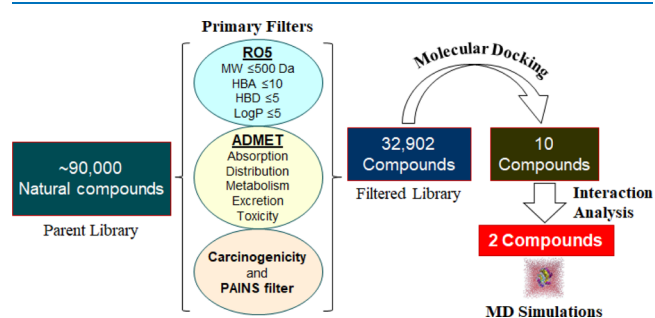 Primary Filters
RO5
MW ≤500 Da
HBA ≤10
HBD ≤5
LogP ≤5
ADMET
Absorption
Distribution
Metabolism
Excretion
Toxicity
Carcinogenicity
and
PAINS filter
~90,000
Natural compounds
Parent Library
32,902
Compounds
Filtered Library
Molecular Docking
10
Compounds
Interaction
Analysis
2 Compounds
MD Simulations